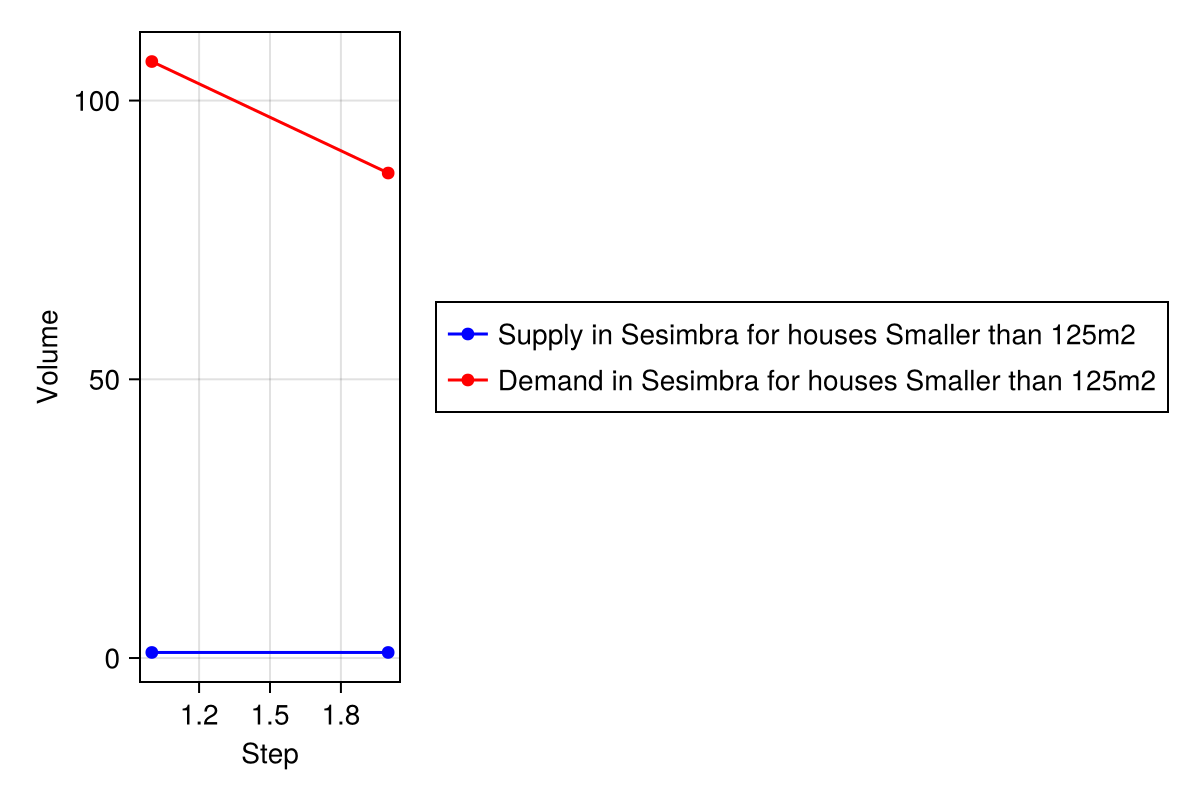 100
50
0
Volume
1.2 1.5 1.8
Step
Supply in Sesimbra for houses Smaller than 125m2
Demand in Sesimbra for houses Smaller than 125m2